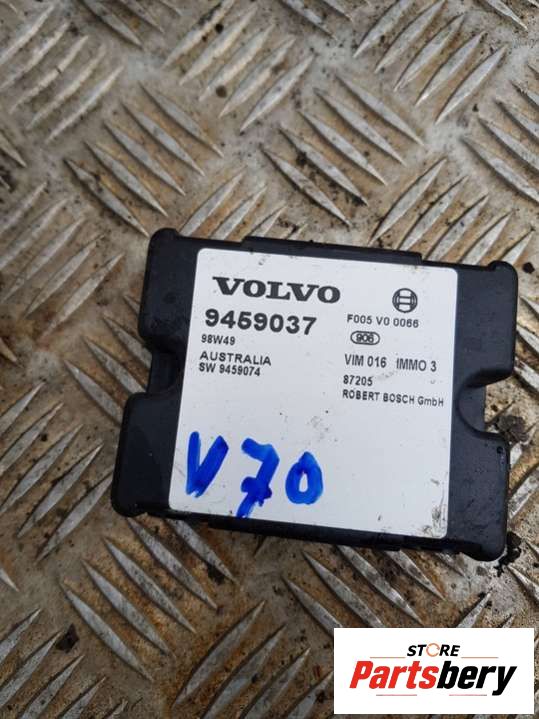 VOLVO
9459037
98W49
AUSTRALIA
SW 9459074
F005 V0 0066
906
VIM 016 IMMO 3
87205
ROBERT BOSCH GmbH
V70
STORE
Partsbery